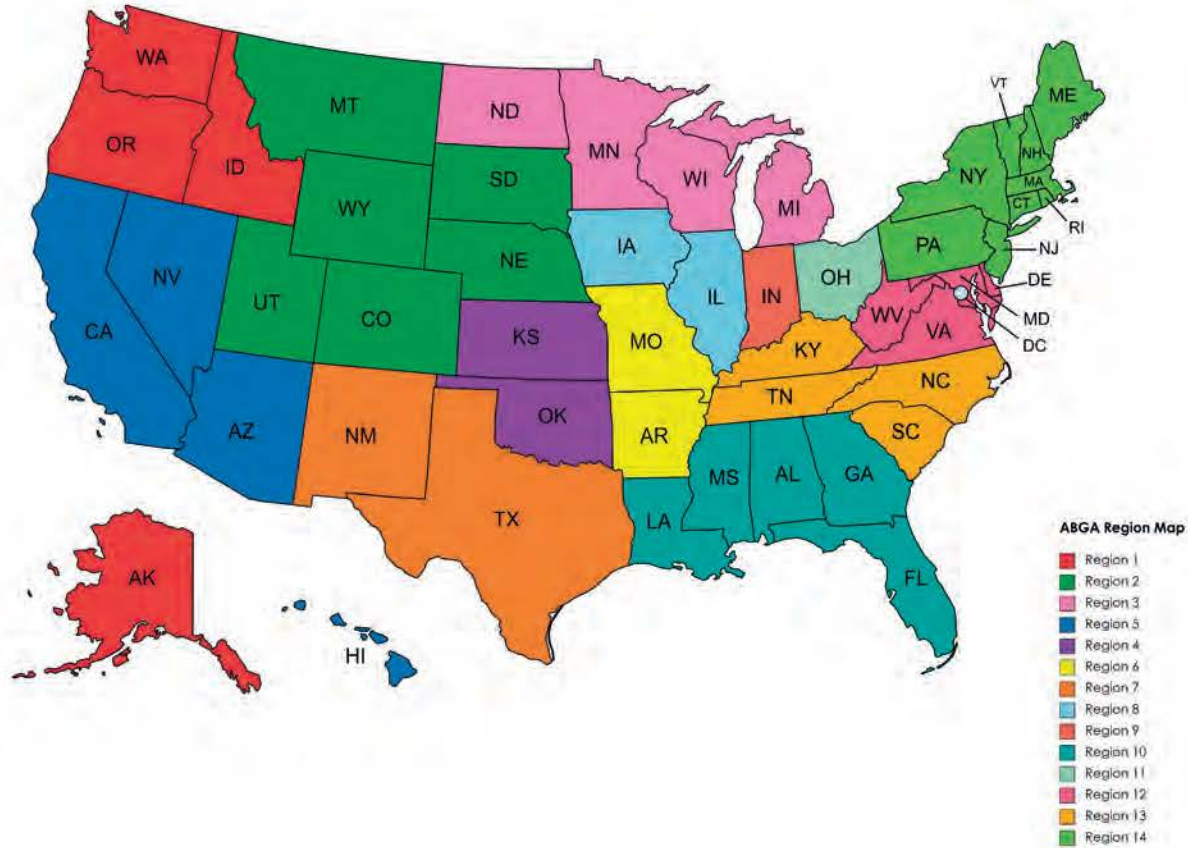 WA
MT
ND
MN
VT
ME
OR
ID
SD
WI
MI
NY
NH
MA
CT
RI
WY
IA
PA
NJ
NV
NE
IL
IN
OH
DE
UT
CO
WV
MD
CA
KS
MO
KY
VA
DC
AZ
NM
OK
AR
TN
NC
SC
TX
LA
MS
AL
GA
FL
AK
HI
ABGA Region Map
Region 1
Region 2
Region 3
Region 5
Region 4
Region 6
Region 7
Region 8
Region 9
Region 10
Region 11
Region 12
Region 13
Region 14